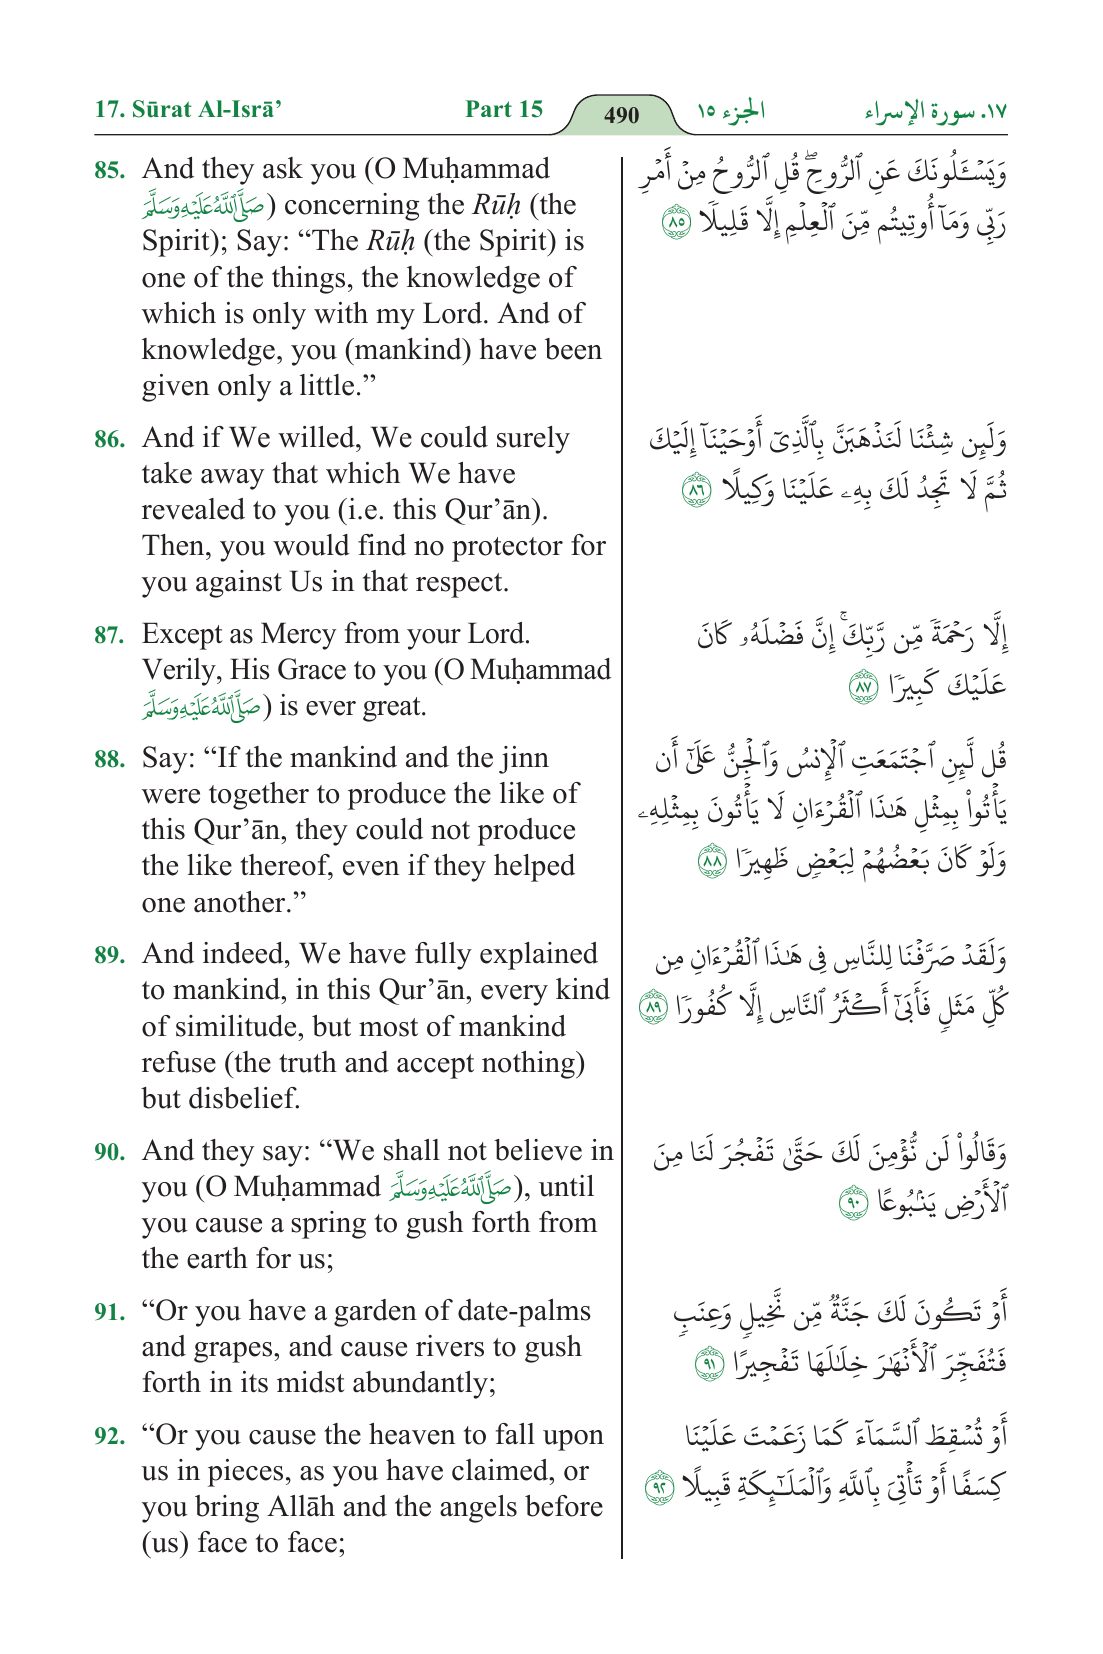 17. Sūrat Al-Isrā’ Part 15 490 الجزء ١٥ ١٧. سورة الإسراء
85. And they ask you (O Muḥammad
ﷺ) concerning the Rūḥ (the
Spirit); Say: “The Rūḥ (the Spirit) is
one of the things, the knowledge of
which is only with my Lord. And of
knowledge, you (mankind) have been
given only a little.”
وَيَسۡـَٔلُونَكَ عَنِ ٱلرُّوحِۖ قُلِ ٱلرُّوحُ مِنۡ أَمۡرِ
رَبِّي وَمَآ أُوتِيتُم مِّنَ ٱلۡعِلۡمِ إِلَّا قَلِيلٗا ٨٥
86. And if We willed, We could surely
take away that which We have
revealed to you (i.e. this Qur’ān).
Then, you would find no protector for
you against Us in that respect.
وَلَئِن شِئۡنَا لَنَذۡهَبَنَّ بِٱلَّذِيٓ أَوۡحَيۡنَآ إِلَيۡكَ
ثُمَّ لَا تَجِدُ لَكَ بِهِۦ عَلَيۡنَا وَكِيلًا ٨٦
87. Except as Mercy from your Lord.
Verily, His Grace to you (O Muḥammad
ﷺ) is ever great.
إِلَّا رَحۡمَةٗ مِّن رَّبِّكَۚ إِنَّ فَضۡلَهُۥ كَانَ
عَلَيۡكَ كَبِيرٗا ٨٧
88. Say: “If the mankind and the jinn
were together to produce the like of
this Qur’ān, they could not produce
the like thereof, even if they helped
one another.”
قُل لَّئِنِ ٱجۡتَمَعَتِ ٱلۡإِنسُ وَٱلۡجِنُّ عَلَىٰٓ أَن
يَأۡتُواْ بِمِثۡلِ هَٰذَا ٱلۡقُرۡءَانِ لَا يَأۡتُونَ بِمِثۡلِهِۦ
وَلَوۡ كَانَ بَعۡضُهُمۡ لِبَعۡضٖ ظَهِيرٗا ٨٨
89. And indeed, We have fully explained
to mankind, in this Qur’ān, every kind
of similitude, but most of mankind
refuse (the truth and accept nothing)
but disbelief.
وَلَقَدۡ صَرَّفۡنَا لِلنَّاسِ فِي هَٰذَا ٱلۡقُرۡءَانِ مِن
كُلِّ مَثَلٖ فَأَبَىٰٓ أَكۡثَرُ ٱلنَّاسِ إِلَّا كُفُورٗا ٨٩
90. And they say: “We shall not believe in
you (O Muḥammad ﷺ), until
you cause a spring to gush forth from
the earth for us;
وَقَالُواْ لَن نُّؤۡمِنَ لَكَ حَتَّىٰ تَفۡجُرَ لَنَا مِنَ
ٱلۡأَرۡضِ يَنۢبُوعًا ٩٠
91. “Or you have a garden of date-palms
and grapes, and cause rivers to gush
forth in its midst abundantly;
أَوۡ تَكُونَ لَكَ جَنَّةٞ مِّن نَّخِيلٖ وَعِنَبٖ
فَتُفَجِّرَ ٱلۡأَنۡهَٰرَ خِلَٰلَهَا تَفۡجِيرًا ٩١
92. “Or you cause the heaven to fall upon
us in pieces, as you have claimed, or
you bring Allāh and the angels before
(us) face to face;
أَوۡ تُسۡقِطَ ٱلسَّمَآءَ كَمَا زَعَمۡتَ عَلَيۡنَا
كِسَفًا أَوۡ تَأۡتِيَ بِٱللَّهِ وَٱلۡمَلَٰٓئِكَةِ قَبِيلًا ٩٢